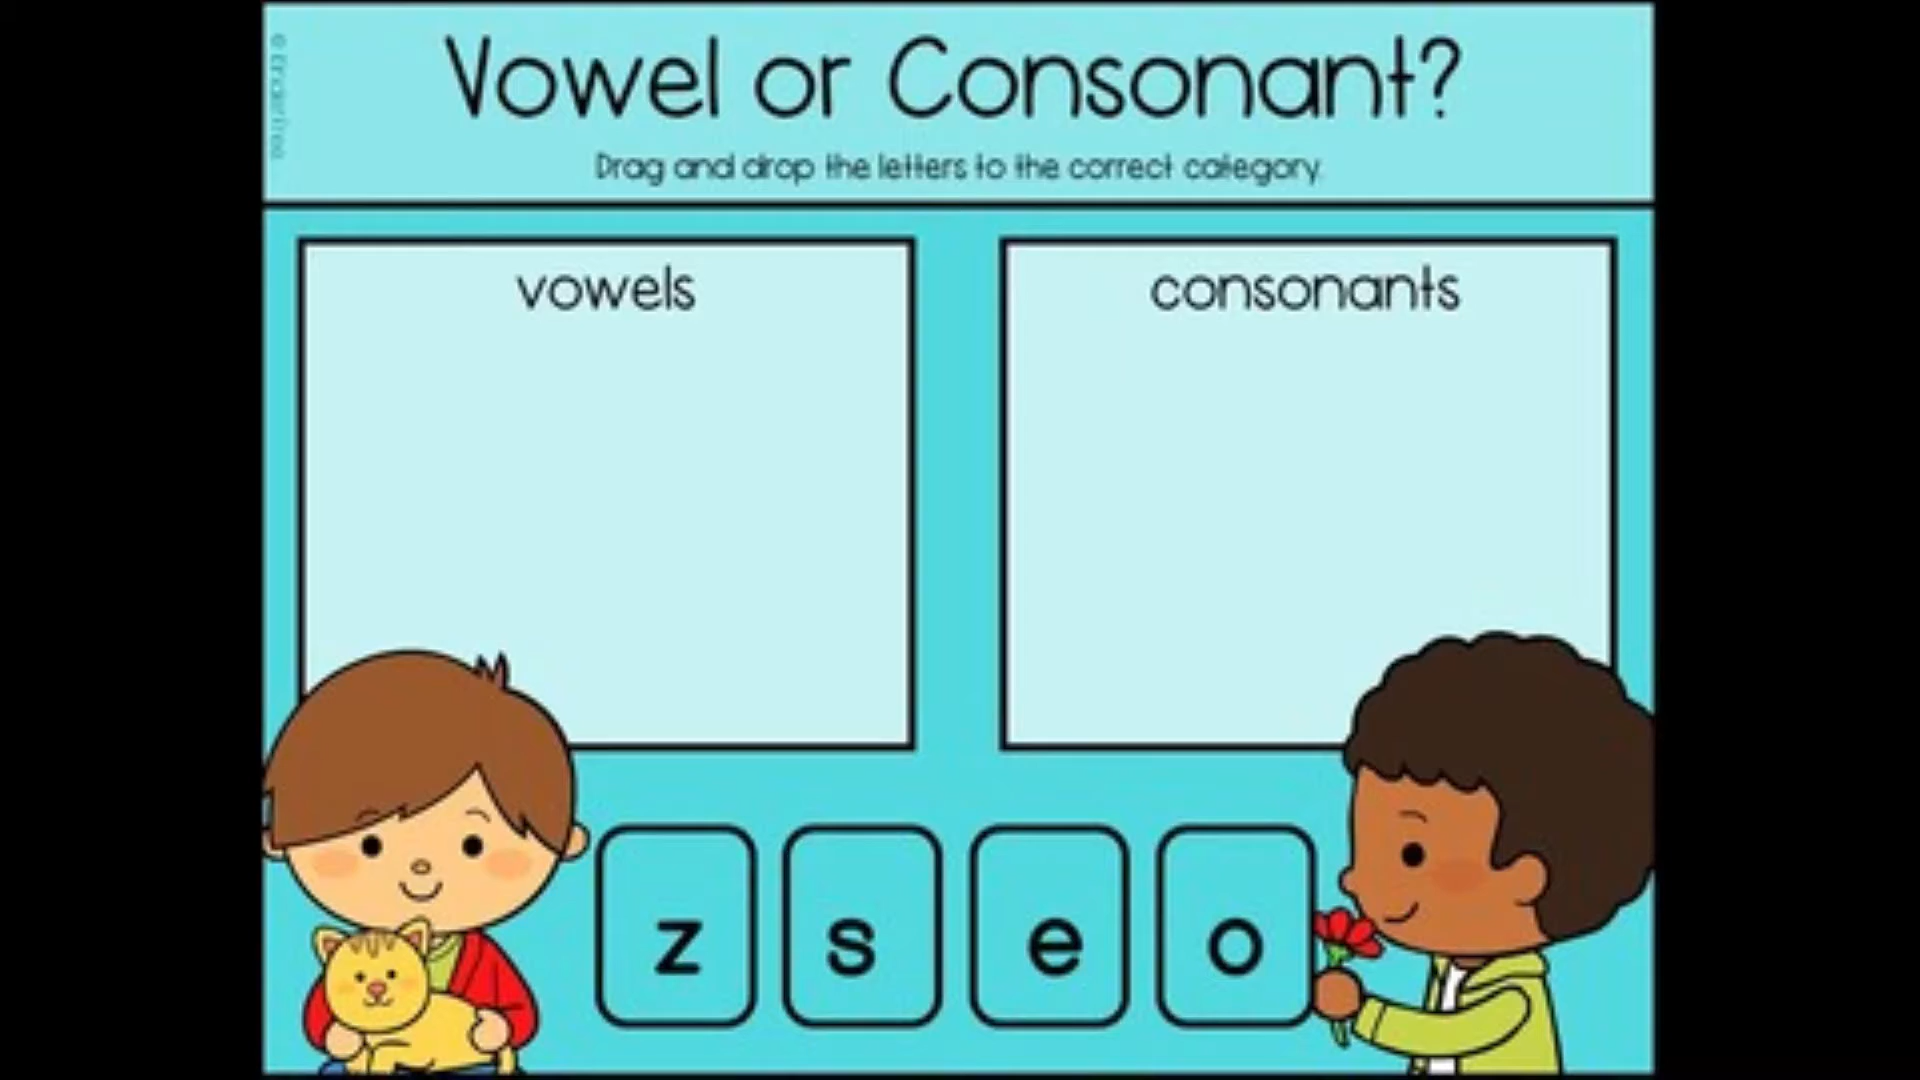 Vowel or Consonant?
Drag and drop the letters to the correct category.
vowels
consonants
z s e o